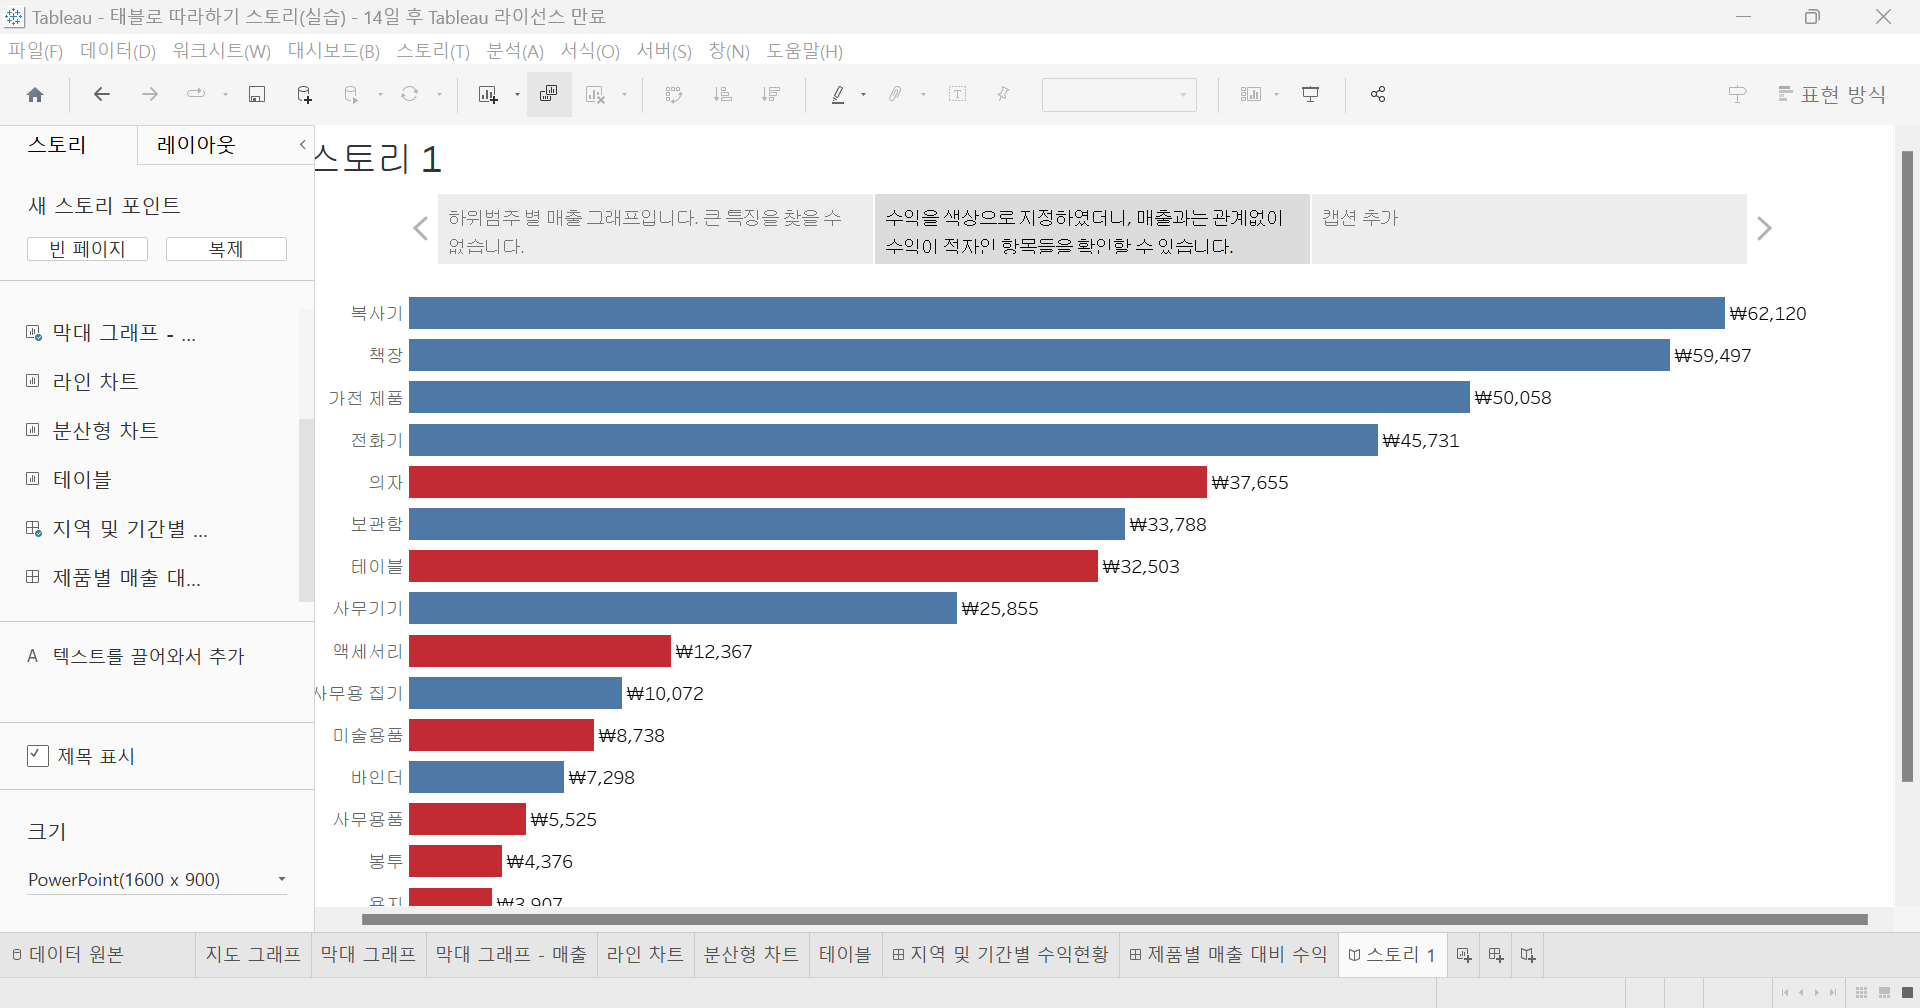 Tableau - 태블로 따라하기 스토리(실습) - 14일 후 Tableau 라이선스 만료
파일(F) 데이터(D) 워크시트(W) 대시보드(B) 스토리(T) 분석(A) 서식(O) 서버(S) 창(N) 도움말(H)
표현 방식
스토리 레이아웃
새 스토리 포인트
빈 페이지 복제
막대 그래프 - ...
라인 차트
분산형 차트
테이블
지역 및 기간별 ...
제품별 매출 대...
A 텍스트를 끌어와서 추가
제목 표시
크기
PowerPoint(1600 x 900)
스토리 1
하위범주 별 매출 그래프입니다. 큰 특징을 찾을 수
없습니다.
수익을 색상으로 지정하였더니, 매출과는 관계없이
수익이 적자인 항목들을 확인할 수 있습니다.
캡션 추가
복사기 ₩62,120
책장 ₩59,497
가전 제품 ₩50,058
전화기 ₩45,731
의자 ₩37,655
보관함 ₩33,788
테이블 ₩32,503
사무기기 ₩25,855
액세서리 ₩12,367
사무용 집기 ₩10,072
미술용품 ₩8,738
바인더 ₩7,298
사무용품 ₩5,525
봉투 ₩4,376
용지 ₩3,907
데이터 원본 지도 그래프 막대 그래프 막대 그래프 - 매출 라인 차트 분산형 차트 테이블 지역 및 기간별 수익현황 제품별 매출 대비 수익 스토리 1